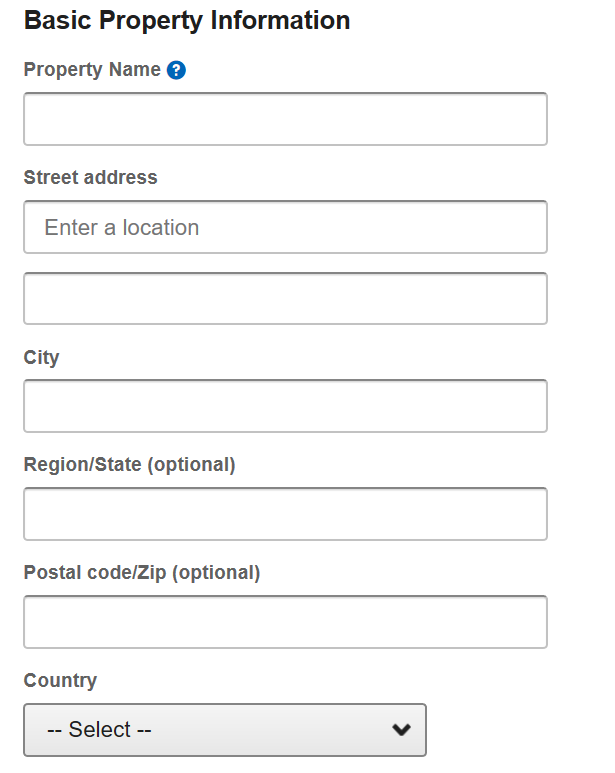 Basic Property Information
Property Name ?
Street address
Enter a location
City
Region/State (optional)
Postal code/Zip (optional)
Country
-- Select --